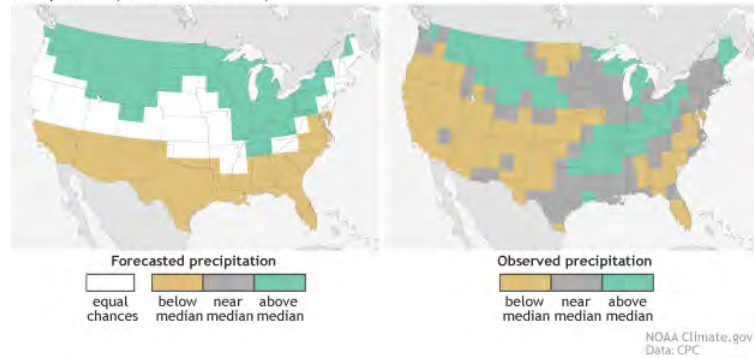 Forecasted precipitation
equal chances
below median
near median
above median
Observed precipitation
below median
near median
above median
NOAA Climate.gov
Data: CPC